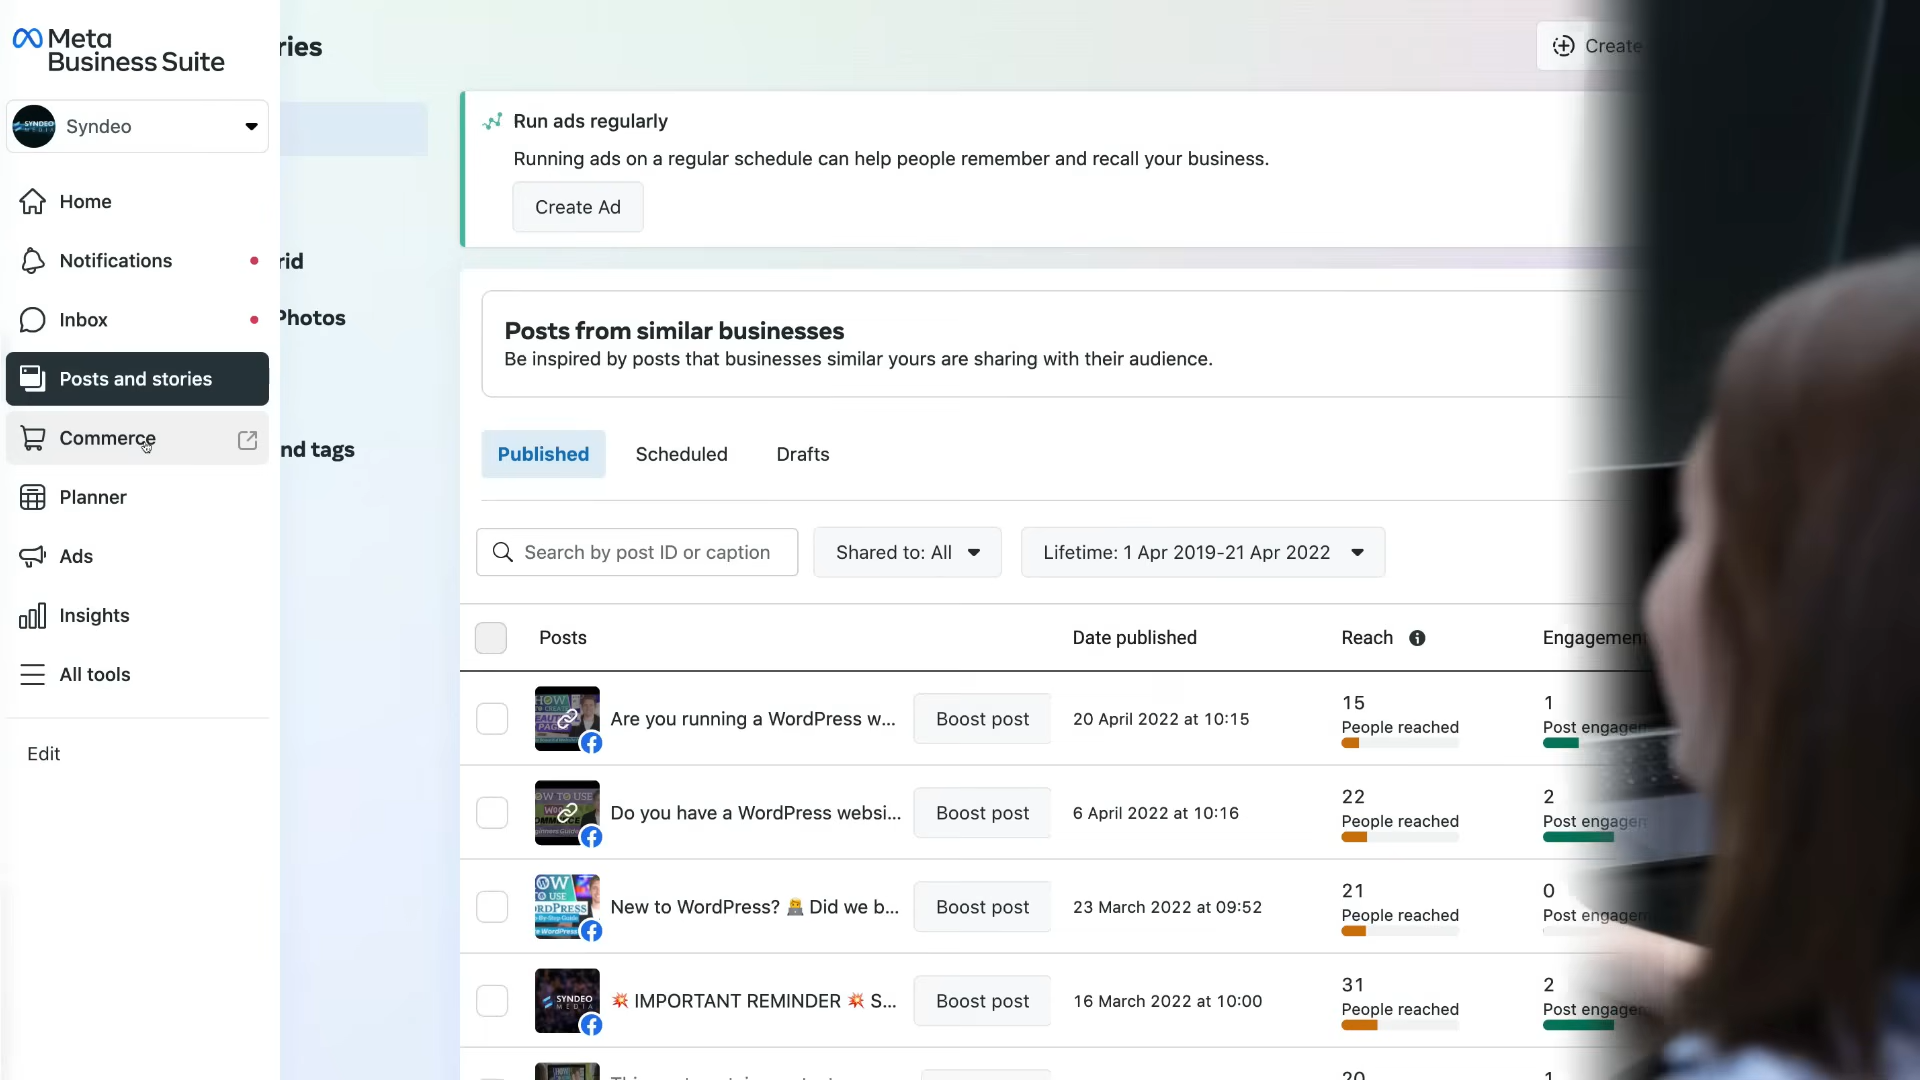 Meta
Business Suite
Syndeo
Home
Notifications
Inbox
Posts and stories
Commerce
Planner
Ads
Insights
All tools
Edit
ries
rid
Photos
nd tags
Create
Run ads regularly
Running ads on a regular schedule can help people remember and recall your business.
Create Ad
Posts from similar businesses
Be inspired by posts that businesses similar yours are sharing with their audience.
Published Scheduled Drafts
Search by post ID or caption Shared to: All Lifetime: 1 Apr 2019-21 Apr 2022
Posts Date published Reach Engagemen
Are you running a WordPress w... Boost post 20 April 2022 at 10:15 15 People reached 1 Post engage
Do you have a WordPress websi... Boost post 6 April 2022 at 10:16 22 People reached 2 Post engage
New to WordPress? 👨‍💻 Did we b... Boost post 23 March 2022 at 09:52 21 People reached 0 Post engage
SYNDEO MEDIA 💥 IMPORTANT REMINDER 💥 S... Boost post 16 March 2022 at 10:00 31 People reached 2 Post engage
20 1